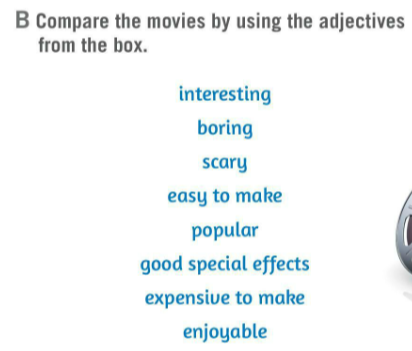 B Compare the movies by using the adjectives
from the box.
interesting
boring
scary
easy to make
popular
good special effects
expensive to make
enjoyable